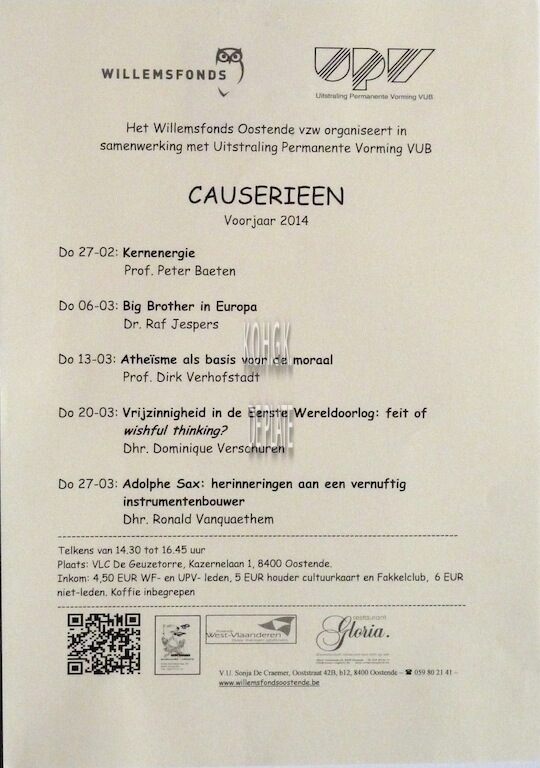 WILLEMSFONDS
UPV
Uitstraling Permanente Vorming VUB
Het Willemsfonds Oostende vzw organiseert in
samenwerking met Uitstraling Permanente Vorming VUB
CAUSERIEEN
Voorjaar 2014
Do 27-02: Kernenergie
Prof. Peter Baeten
Do 06-03: Big Brother in Europa
Dr. Raf Jespers
KOHGK
Do 13-03: Atheïsme als basis voor de moraal
Prof. Dirk Verhofstadt
Do 20-03: Vrijzinnigheid in de Eerste Wereldoorlog: feit of
DE PLATE
wishful thinking?
Dhr. Dominique Verschuren
Do 27-03: Adolphe Sax: herinneringen aan een vernuftig
instrumentenbouwer
Dhr. Ronald Vanquaethem
Telkens van 14.30 tot 16.45 uur
Plaats: VLC De Geuzetorre, Kazernelaan 1, 8400 Oostende.
Inkom: 4,50 EUR WF- en UPV- leden, 5 EUR houder cultuurkaart en Fakkelclub, 6 EUR
niet-leden. Koffie inbegrepen
West-Vlaanderen
restaurant
Gloria.
V.U. Sonja De Craemer, Ooststraat 42B, b12, 8400 Oostende – ☎ 059 80 21 41 –
www.willemsfondsoostende.be